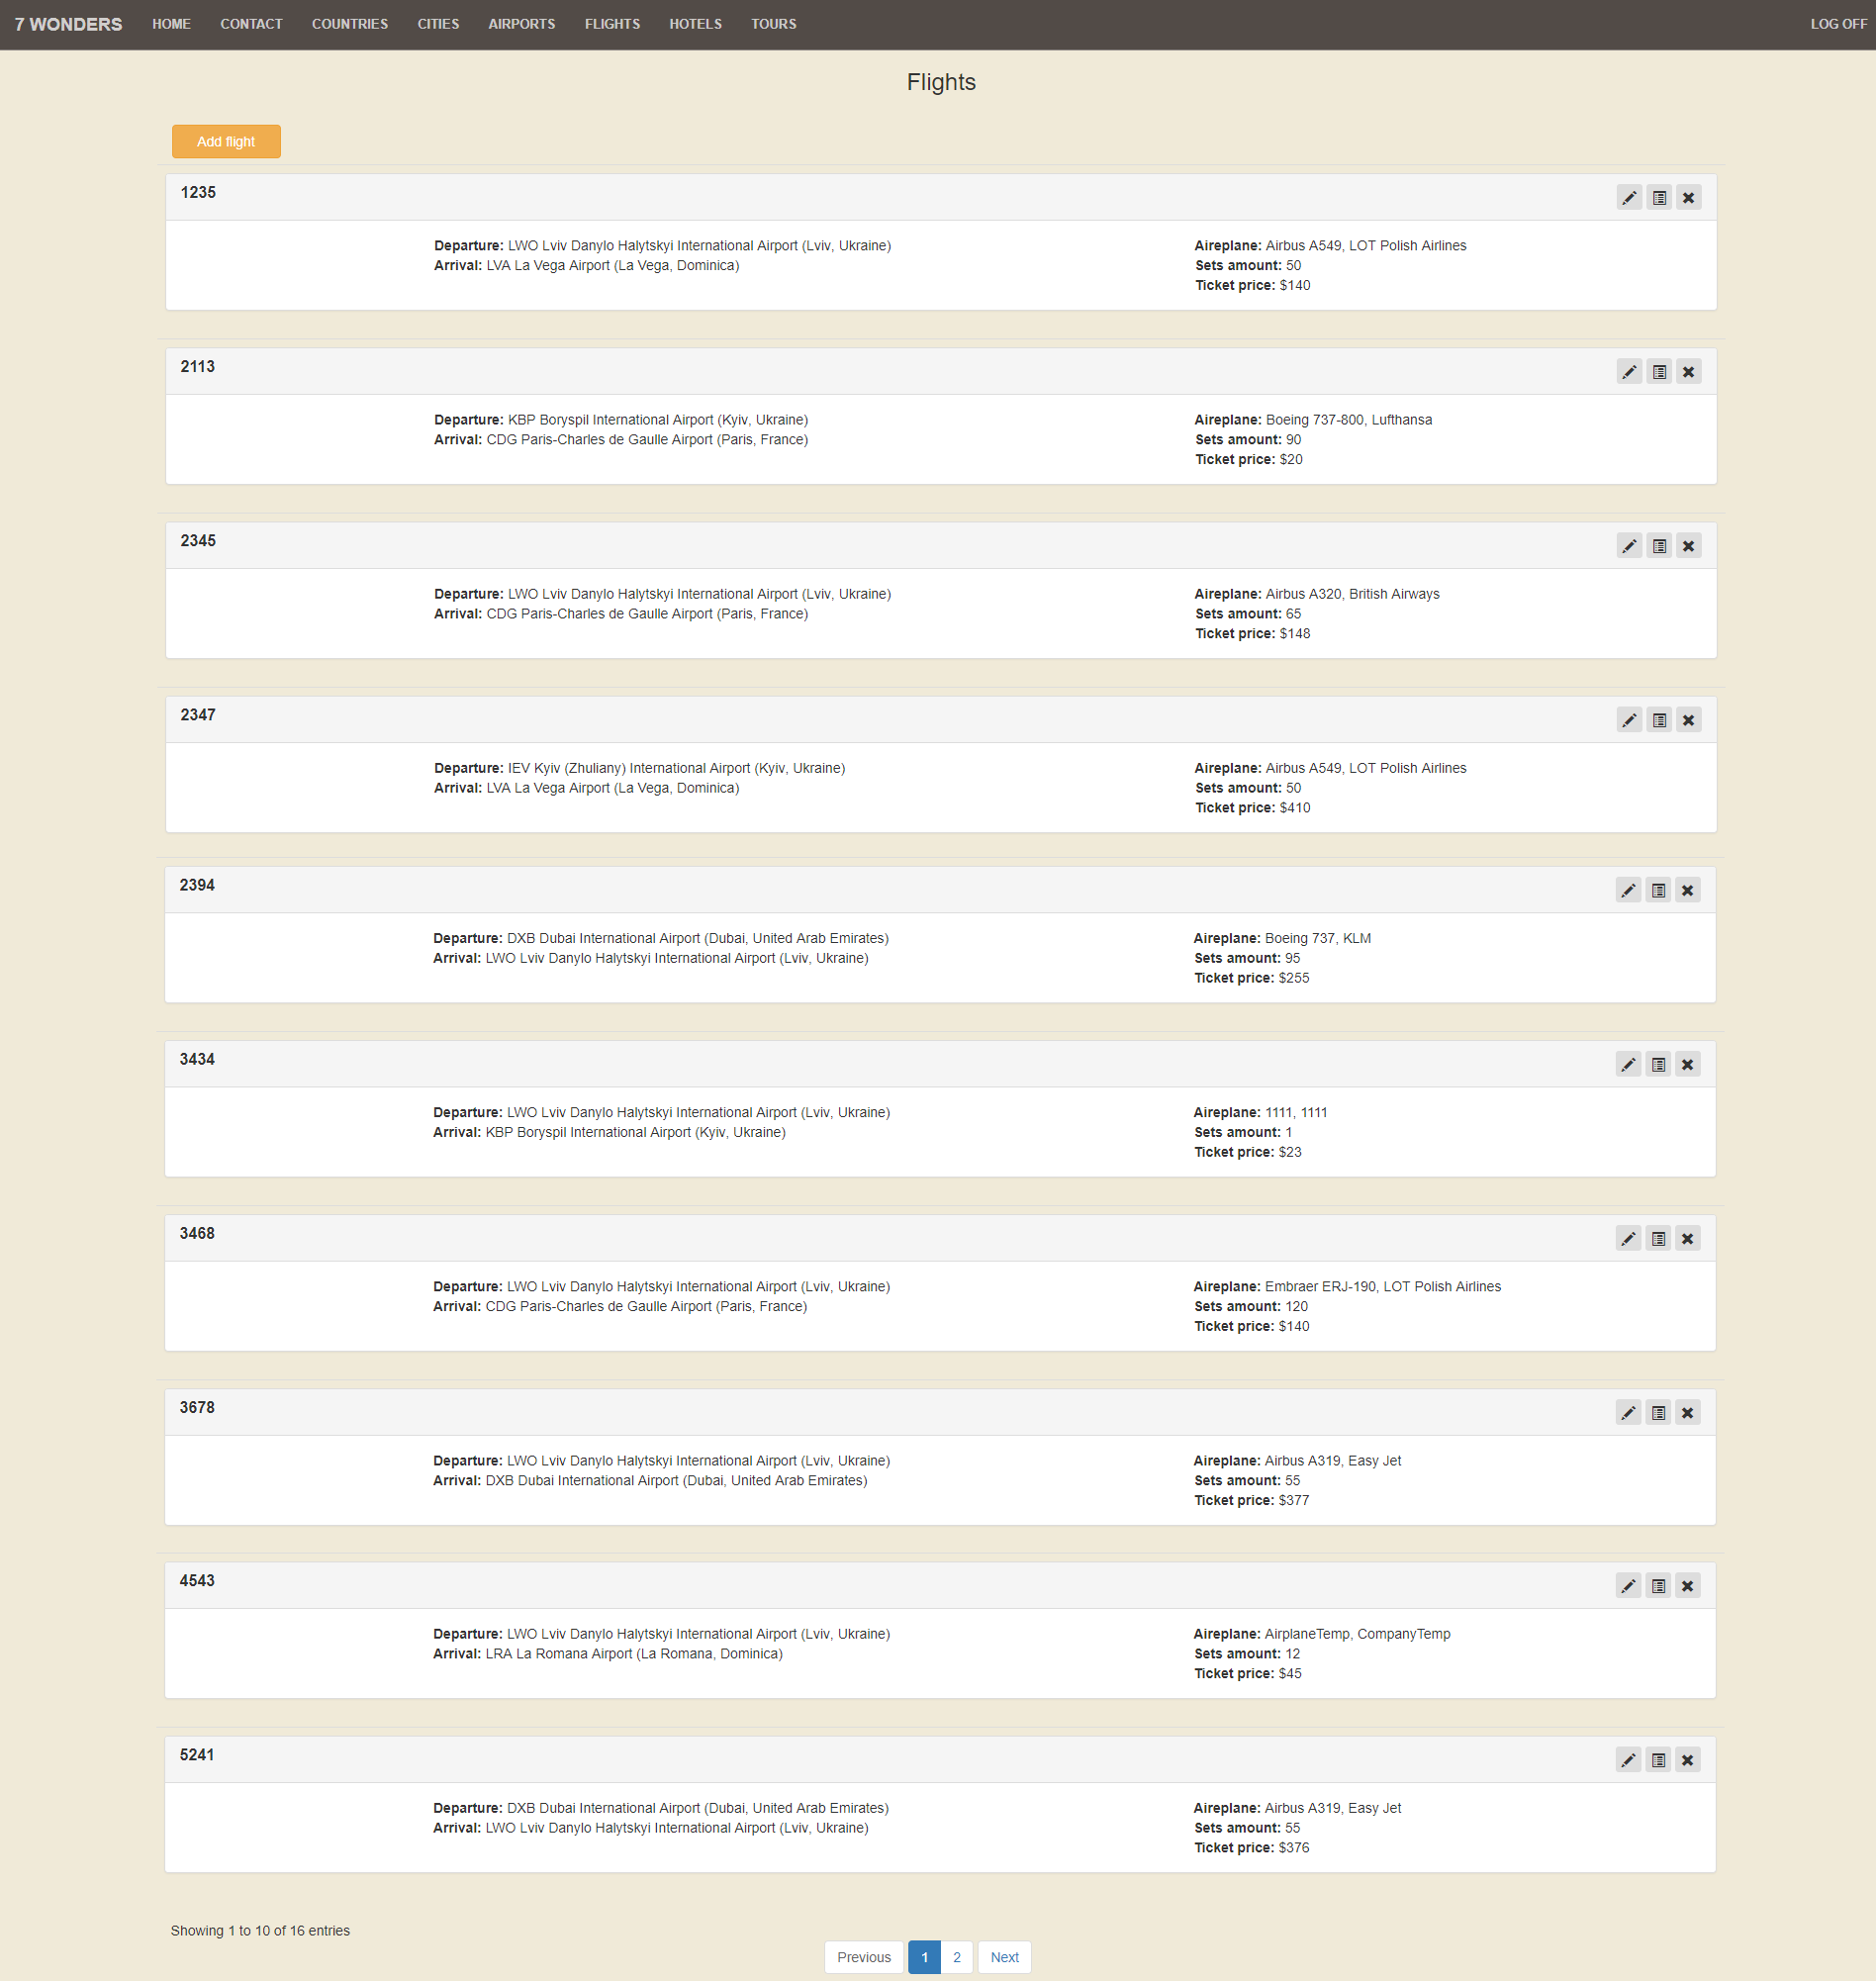 7 WONDERS HOME CONTACT COUNTRIES CITIES AIRPORTS FLIGHTS HOTELS TOURS LOG OFF
Flights
Add flight
1235
Departure: LWO Lviv Danylo Halytskyi International Airport (Lviv, Ukraine)
Arrival: LVA La Vega Airport (La Vega, Dominica)
Aireplane: Airbus A549, LOT Polish Airlines
Sets amount: 50
Ticket price: $140
2113
Departure: KBP Boryspil International Airport (Kyiv, Ukraine)
Arrival: CDG Paris-Charles de Gaulle Airport (Paris, France)
Aireplane: Boeing 737-800, Lufthansa
Sets amount: 90
Ticket price: $20
2345
Departure: LWO Lviv Danylo Halytskyi International Airport (Lviv, Ukraine)
Arrival: CDG Paris-Charles de Gaulle Airport (Paris, France)
Aireplane: Airbus A320, British Airways
Sets amount: 65
Ticket price: $148
2347
Departure: IEV Kyiv (Zhuliany) International Airport (Kyiv, Ukraine)
Arrival: LVA La Vega Airport (La Vega, Dominica)
Aireplane: Airbus A549, LOT Polish Airlines
Sets amount: 50
Ticket price: $410
2394
Departure: DXB Dubai International Airport (Dubai, United Arab Emirates)
Arrival: LWO Lviv Danylo Halytskyi International Airport (Lviv, Ukraine)
Aireplane: Boeing 737, KLM
Sets amount: 95
Ticket price: $255
3434
Departure: LWO Lviv Danylo Halytskyi International Airport (Lviv, Ukraine)
Arrival: KBP Boryspil International Airport (Kyiv, Ukraine)
Aireplane: 1111, 1111
Sets amount: 1
Ticket price: $23
3468
Departure: LWO Lviv Danylo Halytskyi International Airport (Lviv, Ukraine)
Arrival: CDG Paris-Charles de Gaulle Airport (Paris, France)
Aireplane: Embraer ERJ-190, LOT Polish Airlines
Sets amount: 120
Ticket price: $140
3678
Departure: LWO Lviv Danylo Halytskyi International Airport (Lviv, Ukraine)
Arrival: DXB Dubai International Airport (Dubai, United Arab Emirates)
Aireplane: Airbus A319, Easy Jet
Sets amount: 55
Ticket price: $377
4543
Departure: LWO Lviv Danylo Halytskyi International Airport (Lviv, Ukraine)
Arrival: LRA La Romana Airport (La Romana, Dominica)
Aireplane: AirplaneTemp, CompanyTemp
Sets amount: 12
Ticket price: $45
5241
Departure: DXB Dubai International Airport (Dubai, United Arab Emirates)
Arrival: LWO Lviv Danylo Halytskyi International Airport (Lviv, Ukraine)
Aireplane: Airbus A319, Easy Jet
Sets amount: 55
Ticket price: $376
Showing 1 to 10 of 16 entries
Previous 1 2 Next